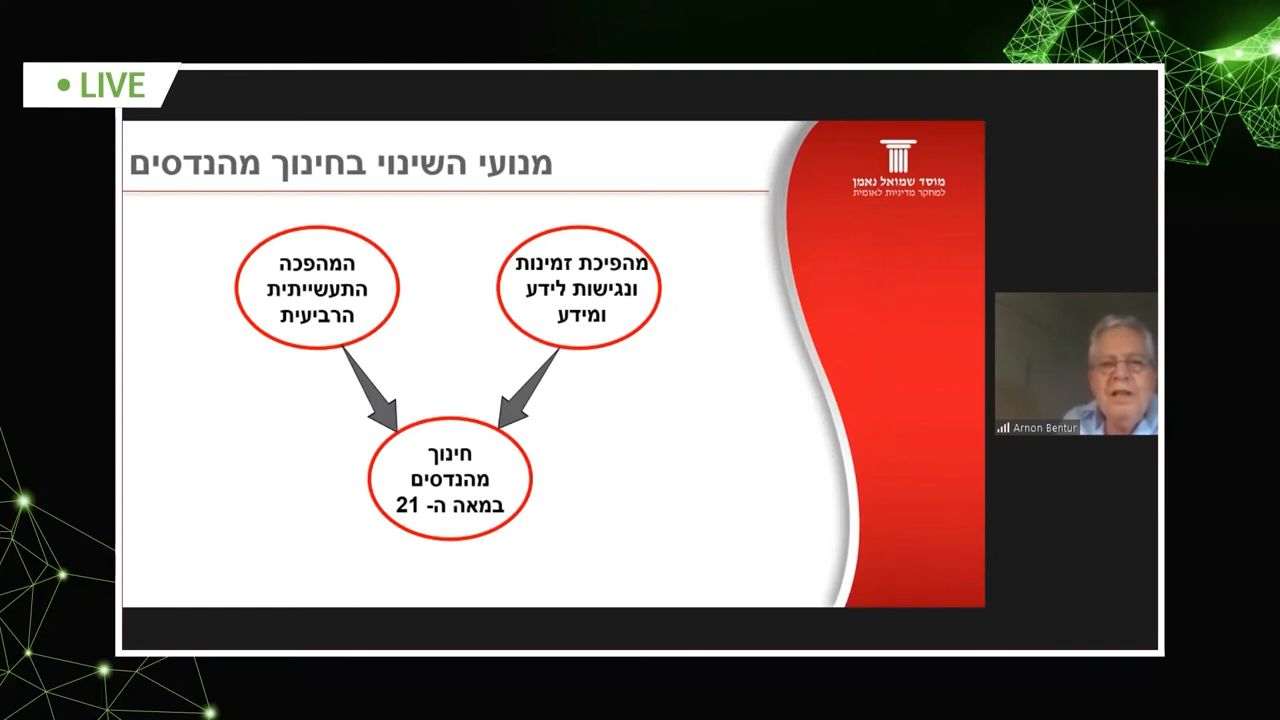 • LIVE
מנועי השינוי בחינוך מהנדסים
מוסד שמואל נאמן
למחקר מדיניות לאומית
מהפיכת זמינות
ונגישות לידע
ומידע
המהפכה
התעשייתית
הרביעית
חינוך
מהנדסים
במאה ה- 21
Arnon Bentur